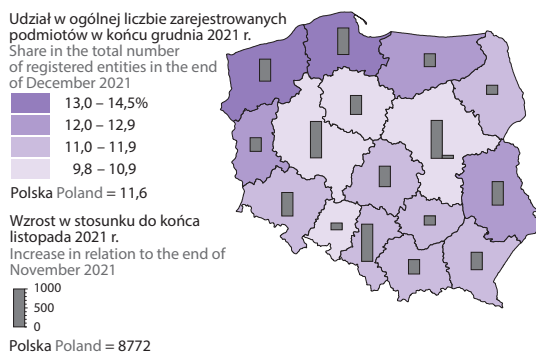 Udział w ogólnej liczbie zarejestrowanych
podmiotów w końcu grudnia 2021 r.
Share in the total number
of registered entities in the end
of December 2021
13,0 – 14,5%
12,0 – 12,9
11,0 – 11,9
9,8 – 10,9
Polska Poland = 11,6
Wzrost w stosunku do końca
listopada 2021 r.
Increase in relation to the end of
November 2021
1000
500
0
Polska Poland = 8772